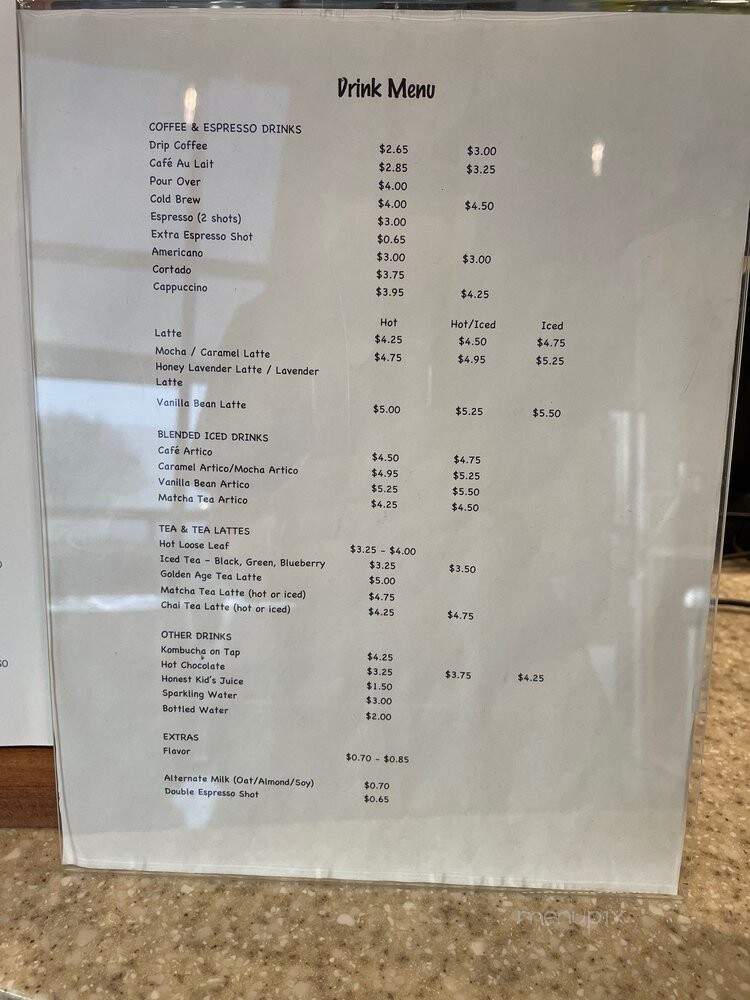 Drink Menu
COFFEE & ESPRESSO DRINKS
Drip Coffee $2.65 $3.00
Café Au Lait $2.85 $3.25
Pour Over $4.00
Cold Brew $4.00 $4.50
Espresso (2 shots) $3.00
Extra Espresso Shot $0.65
Americano $3.00 $3.00
Cortado $3.75
Cappuccino $3.95 $4.25
Hot Hot/Iced Iced
Latte $4.25 $4.50 $4.75
Mocha / Caramel Latte $4.75 $4.95 $5.25
Honey Lavender Latte / Lavender
Latte
Vanilla Bean Latte $5.00 $5.25 $5.50
BLENDED ICED DRINKS
Café Artico $4.50 $4.75
Caramel Artico/Mocha Artico $4.95 $5.25
Vanilla Bean Artico $5.25 $5.50
Matcha Tea Artico $4.25 $4.50
TEA & TEA LATTES
Hot Loose Leaf $3.25 - $4.00
Iced Tea - Black, Green, Blueberry $3.25 $3.50
Golden Age Tea Latte $5.00
Matcha Tea Latte (hot or iced) $4.75
Chai Tea Latte (hot or iced) $4.25 $4.75
OTHER DRINKS
Kombucha on Tap $4.25
Hot Chocolate $3.25 $3.75 $4.25
Honest Kid's Juice $1.50
Sparkling Water $3.00
Bottled Water $2.00
EXTRAS
Flavor $0.70 - $0.85
Alternate Milk (Oat/Almond/Soy) $0.70
Double Espresso Shot $0.65
menupix